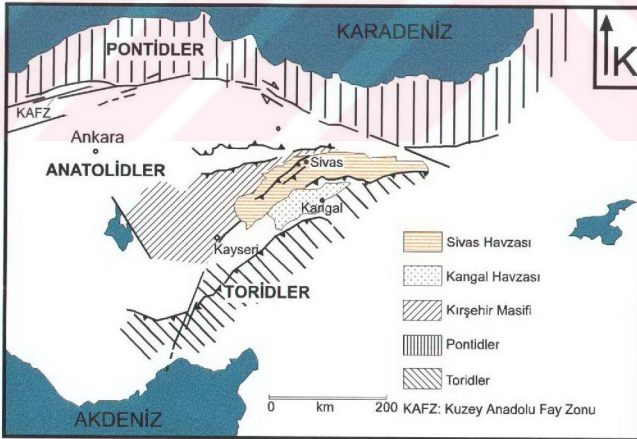 KARADENİZ
PONTİDLER
K
KAFZ
Ankara
ANATOLİDLER
Sivas
Kangal
Kayseri
TORİDLER
Sivas Havzası
Kangal Havzası
Kırşehir Masifi
Pontidler
Toridler
0 km 200
KAFZ: Kuzey Anadolu Fay Zonu
AKDENİZ